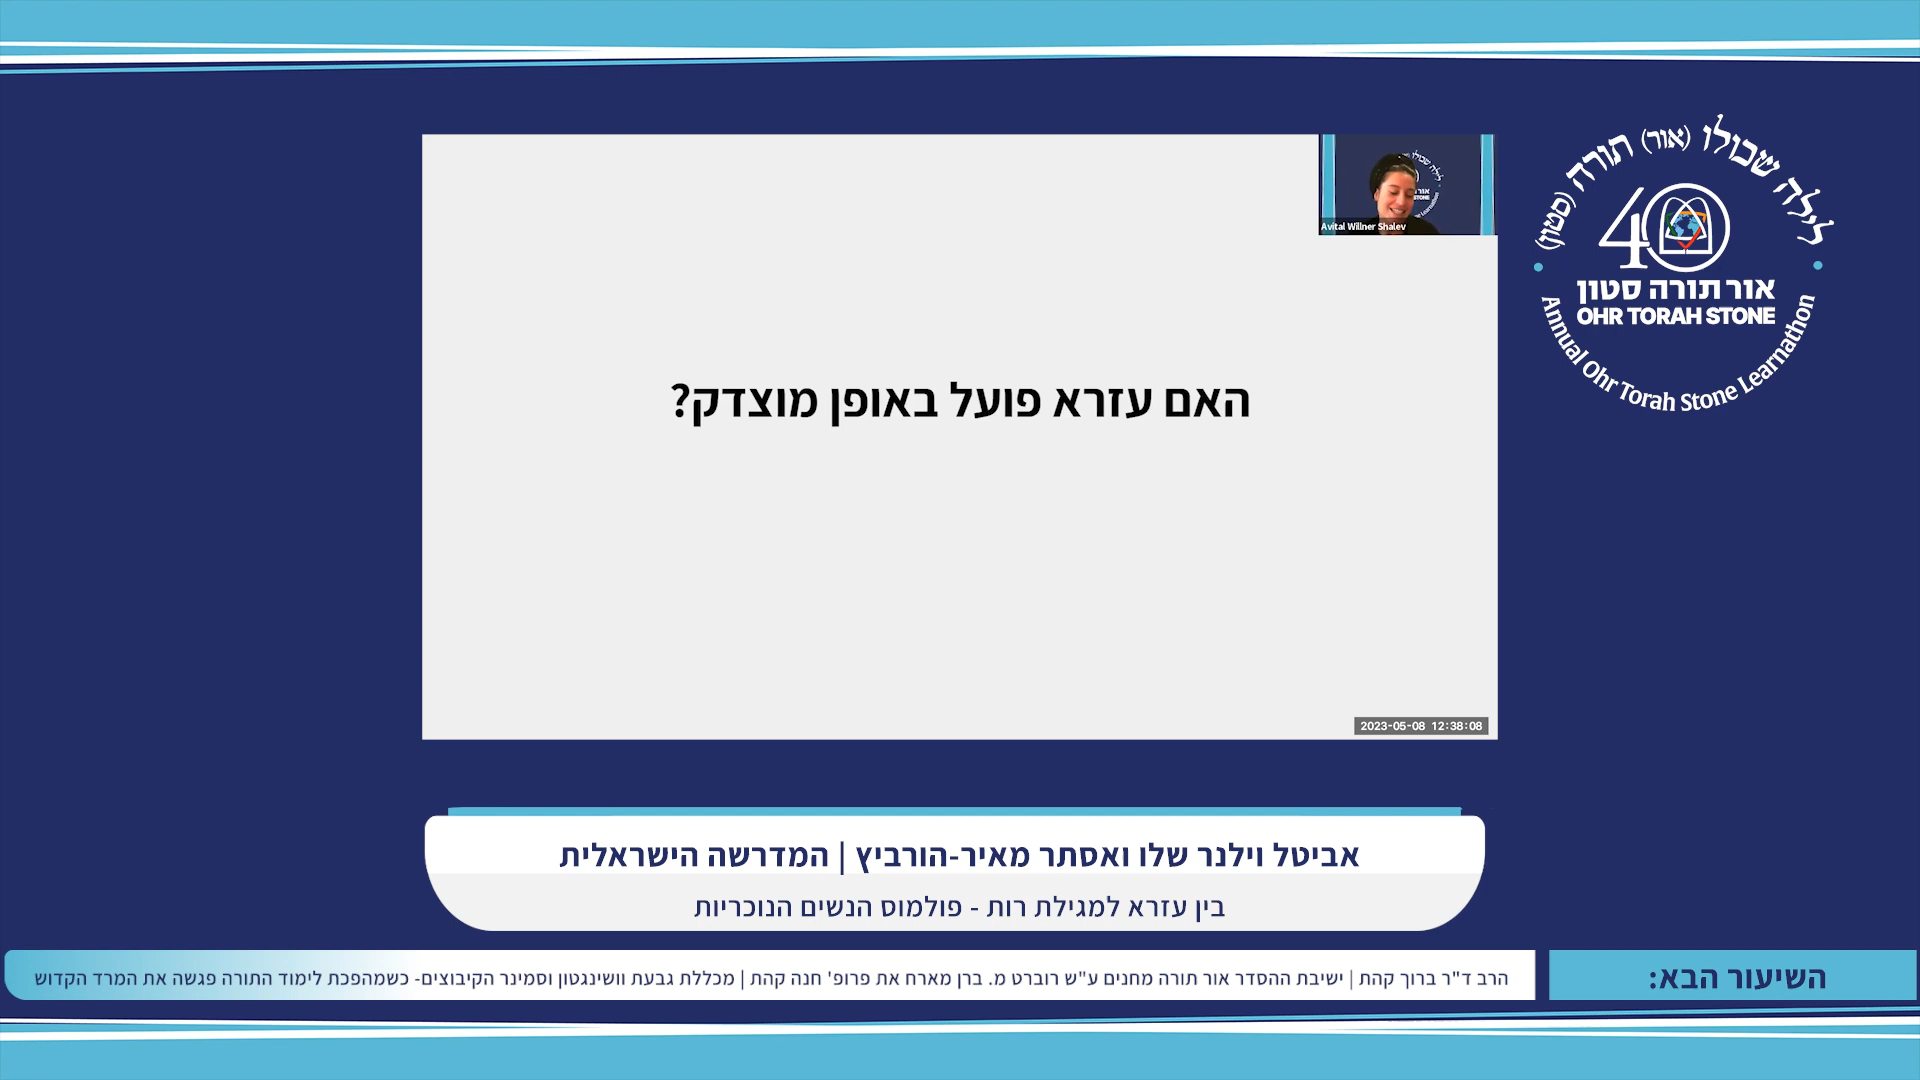 לילה שכולו (אור) תורה (סטון)
40
אור תורה סטון
OHR TORAH STONE
Annual Ohr Torah Stone Learnathon
Avital Willner Shalev
האם עזרא פועל באופן מוצדק?
2023-05-08 12:38:08
אביטל וילנר שלו ואסתר מאיר-הורביץ | המדרשה הישראלית
בין עזרא למגילת רות - פולמוס הנשים הנוכריות
השיעור הבא:
הרב ד"ר ברוך קהת | ישיבת ההסדר אור תורה מחנים ע"ש רוברט מ. ברן מארח את פרופ' חנה קהת | מכללת גבעת וושינגטון וסמינר הקיבוצים- כשמהפכת לימוד התורה פגשה את המרד הקדוש